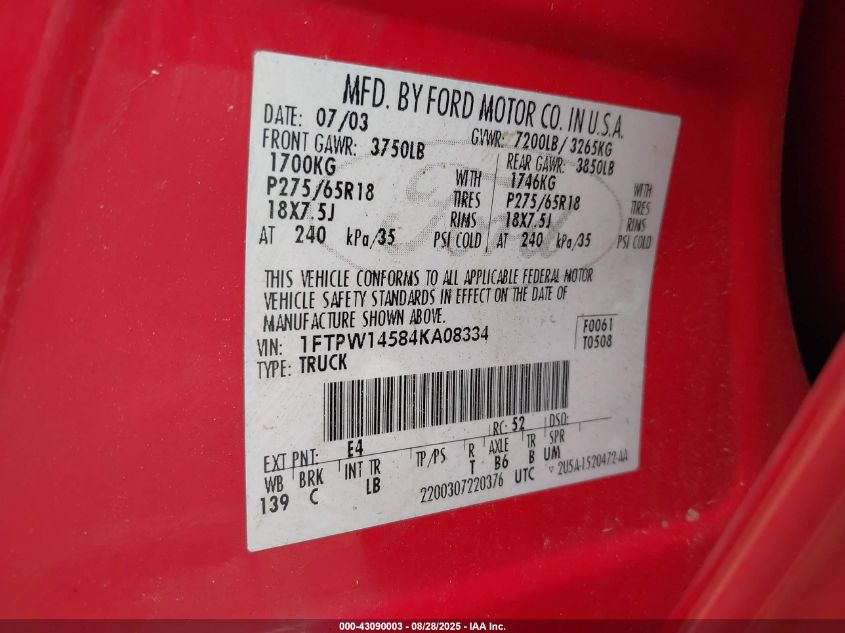 MFD. BY FORD MOTOR CO. IN U.S.A.
DATE: 07/03 GVWR: 7200LB/ 3265KG
FRONT GAWR: 3750LB REAR GAWR: 3850LB
1700KG WITH 1746KG WITH
P275/65R18 TIRES P275/65R18 TIRES
18X7.5J RIMS 18X7.5J RIMS
AT 240 kPa/35 PSI COLD AT 240 kPa/35 PSI COLD
Ford
THIS VEHICLE CONFORMS TO ALL APPLICABLE FEDERAL MOTOR
VEHICLE SAFETY STANDARDS IN EFFECT ON THE DATE OF
MANUFACTURE SHOWN ABOVE.
VIN: 1FTPW14584KA08334 F0061
TYPE: TRUCK T0508
EXT PNT: E4 RC: 52 DSO:
WB BRK INT TR TP/PS R AXLE TR SPR
139 C LB T B6 B UM
2200307220376 UTC ▽ 2U5A-1520472-AA
000-43090003 — 08/28/2025 — IAA Inc.